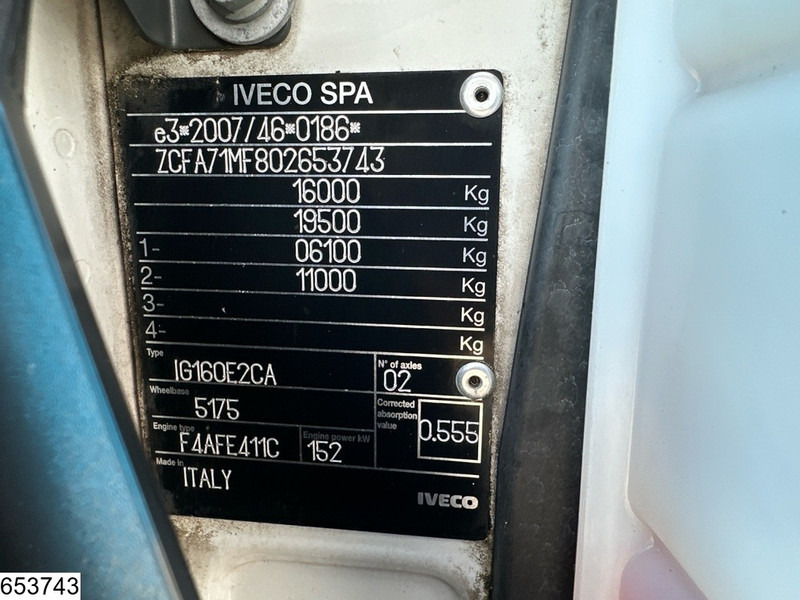 IVECO SPA
e3*2007/46*0186*
ZCFA71MF802653743
16000 Kg
19500 Kg
1- 06100 Kg
2- 11000 Kg
3- Kg
4- Kg
Type IG160E2CA
N° of axles 02
Wheelbase 5175
Corrected absorption value 0.555
Engine type F4AFE411C
Engine power kW 152
Made in ITALY
IVECO
653743